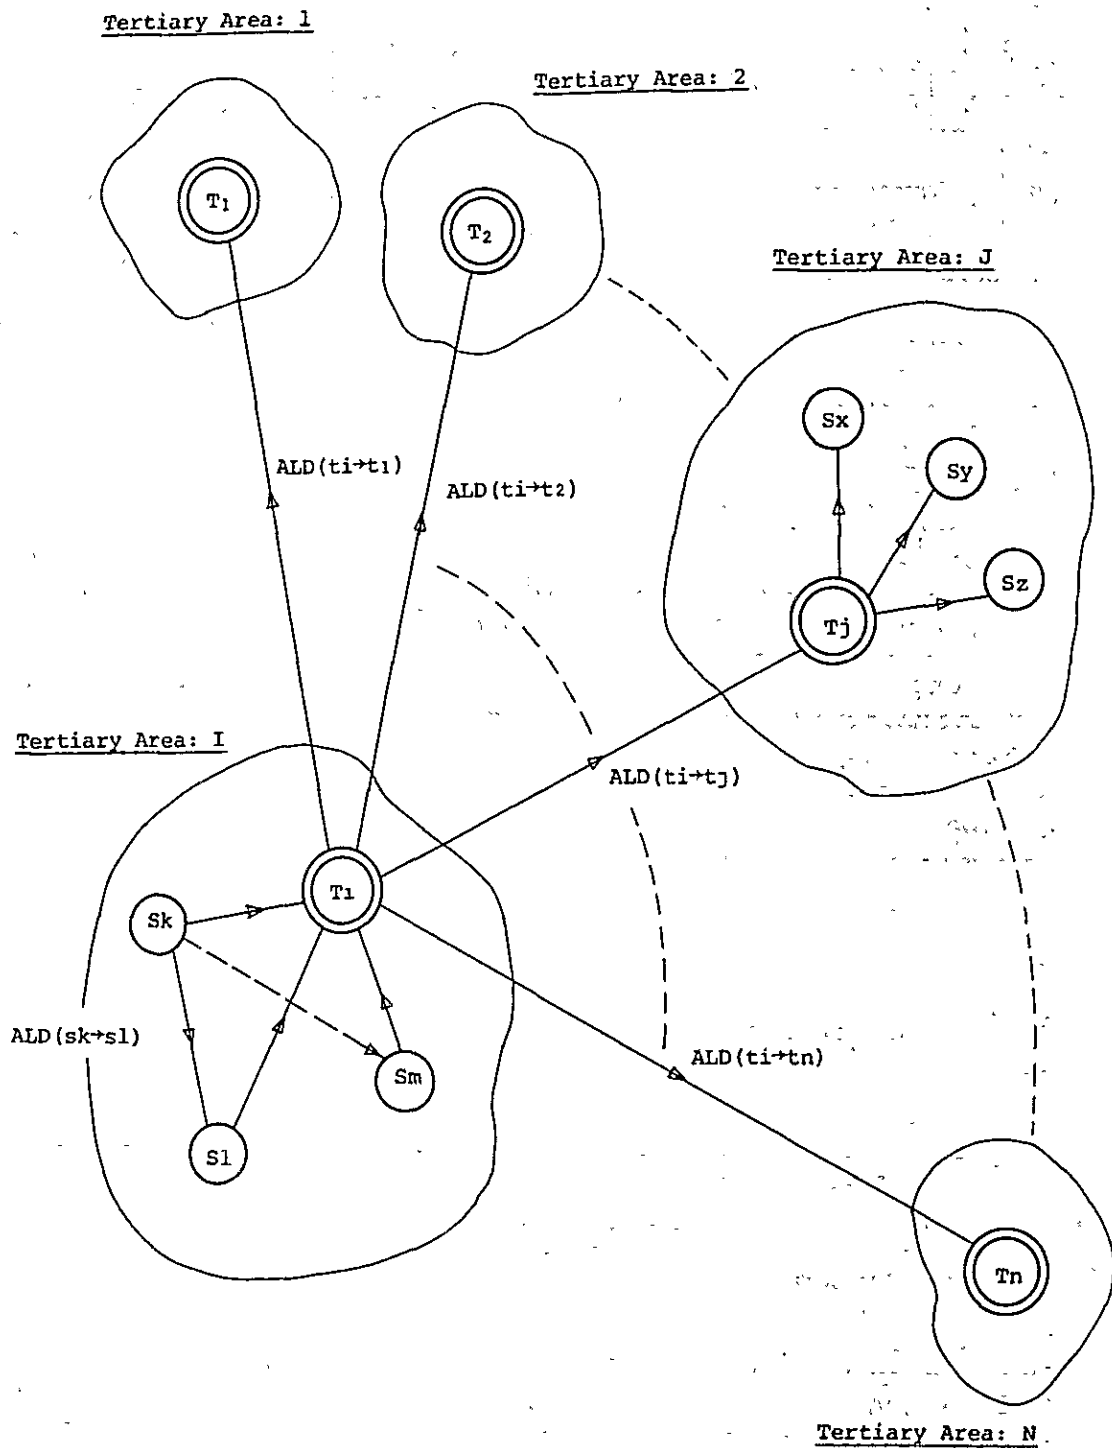 Tertiary Area: 1
Tertiary Area: 2
T1
T2
Tertiary Area: J
Sx
Sy
ALD(ti→t1)
ALD(ti→t2)
Sz
Tj
Tertiary Area: I
ALD(ti→tj)
Ti
Sk
ALD(sk→sl)
ALD(ti→tn)
Sm
Sl
Tn
Tertiary Area: N